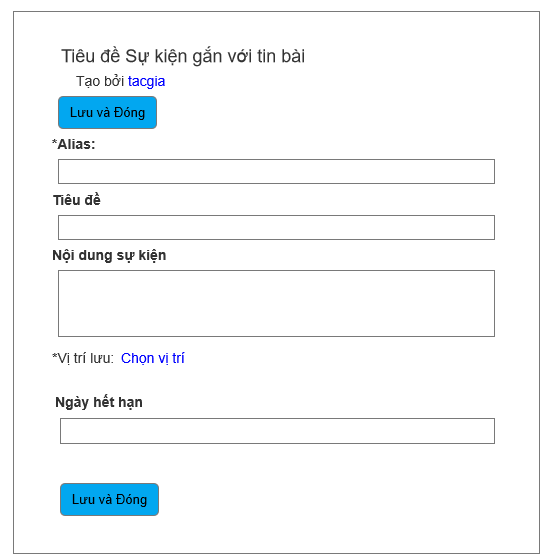 Tiêu đề Sự kiện gắn với tin bài
Tạo bởi tacgia
Lưu và Đóng
*Alias:
Tiêu đề
Nội dung sự kiện
*Vị trí lưu: Chọn vị trí
Ngày hết hạn
Lưu và Đóng